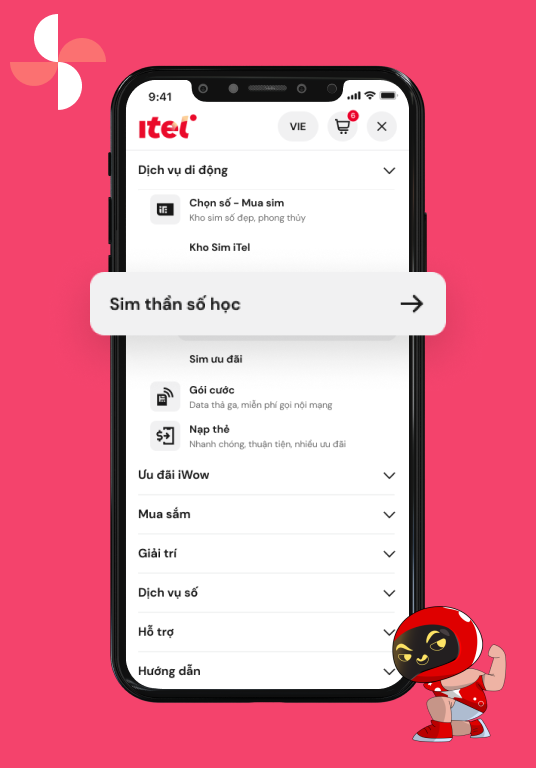 9:41
itel
VIE
6
Dịch vụ di động
Chọn số - Mua sim
Kho sim số đẹp, phong thủy
Kho Sim iTel
Sim thần số học
Sim ưu đãi
Gói cước
Data thả ga, miễn phí gọi nội mạng
Nạp thẻ
Nhanh chóng, thuận tiện, nhiều ưu đãi
Ưu đãi iWow
Mua sắm
Giải trí
Dịch vụ số
Hỗ trợ
Hướng dẫn